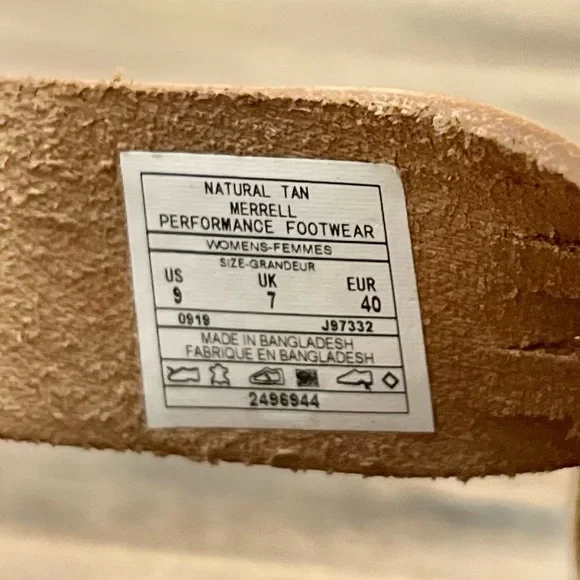 NATURAL TAN
MERRELL
PERFORMANCE FOOTWEAR
WOMENS-FEMMES
SIZE-GRANDEUR
US UK EUR
9 7 40
0919 J97332
MADE IN BANGLADESH
FABRIQUE EN BANGLADESH
2496944